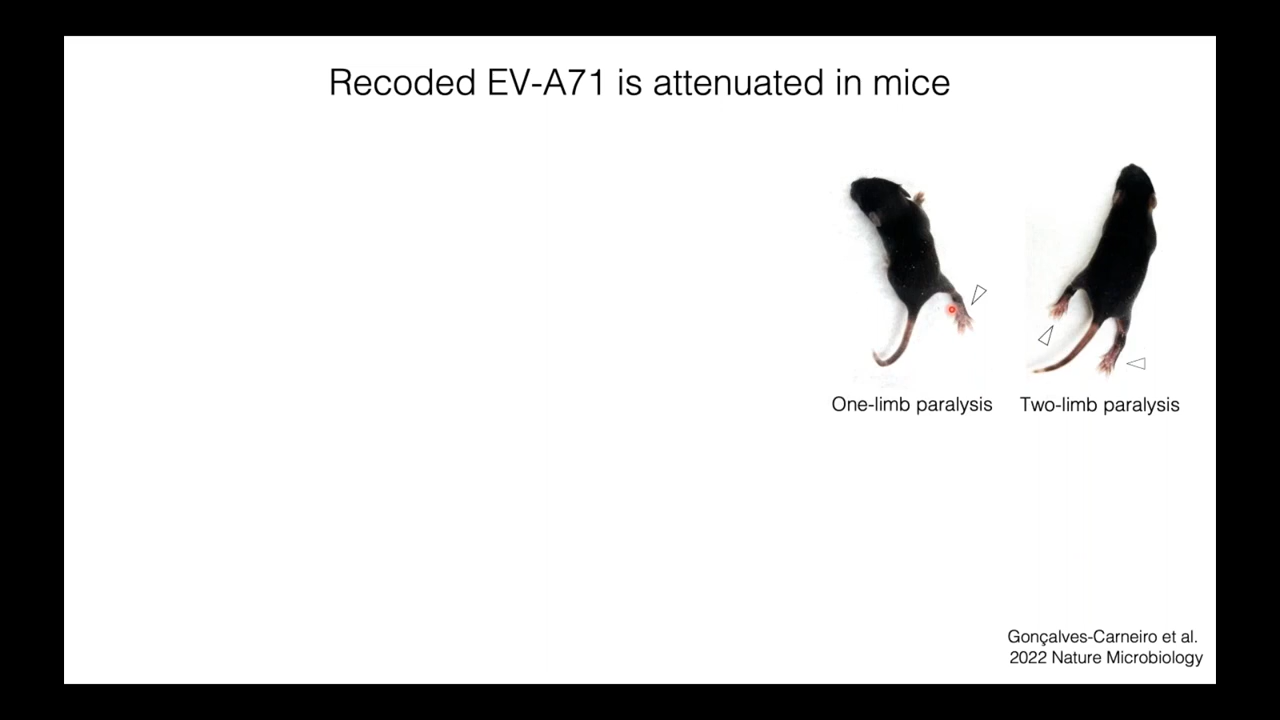 Recoded EV-A71 is attenuated in mice
One-limb paralysis
Two-limb paralysis
Gonçalves-Carneiro et al.
2022 Nature Microbiology